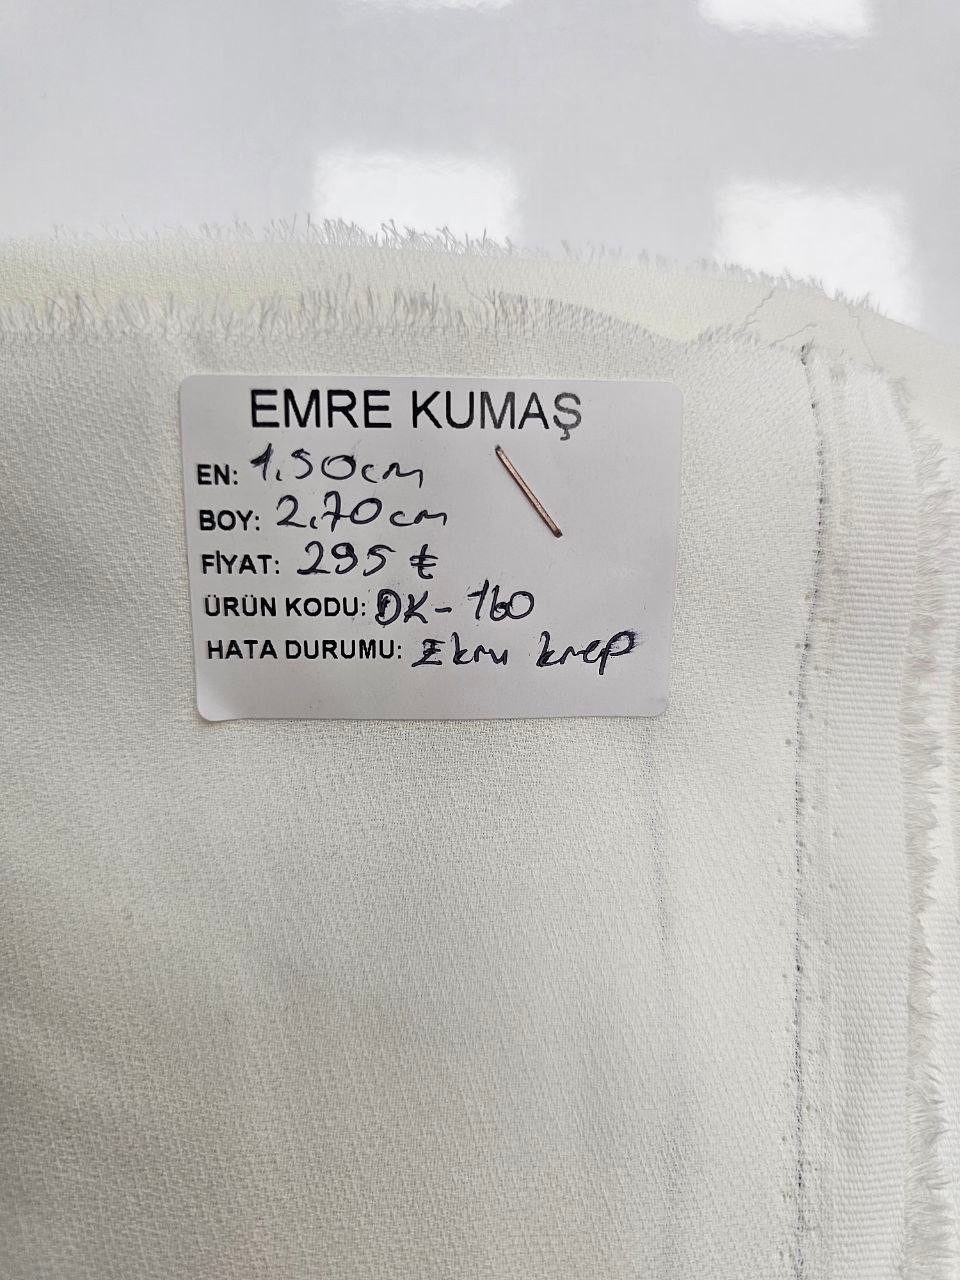 EMRE KUMAŞ
EN: 1.50cm
BOY: 2.70cm
FİYAT: 295 ₺
ÜRÜN KODU: DK-160
HATA DURUMU: Ekru krep